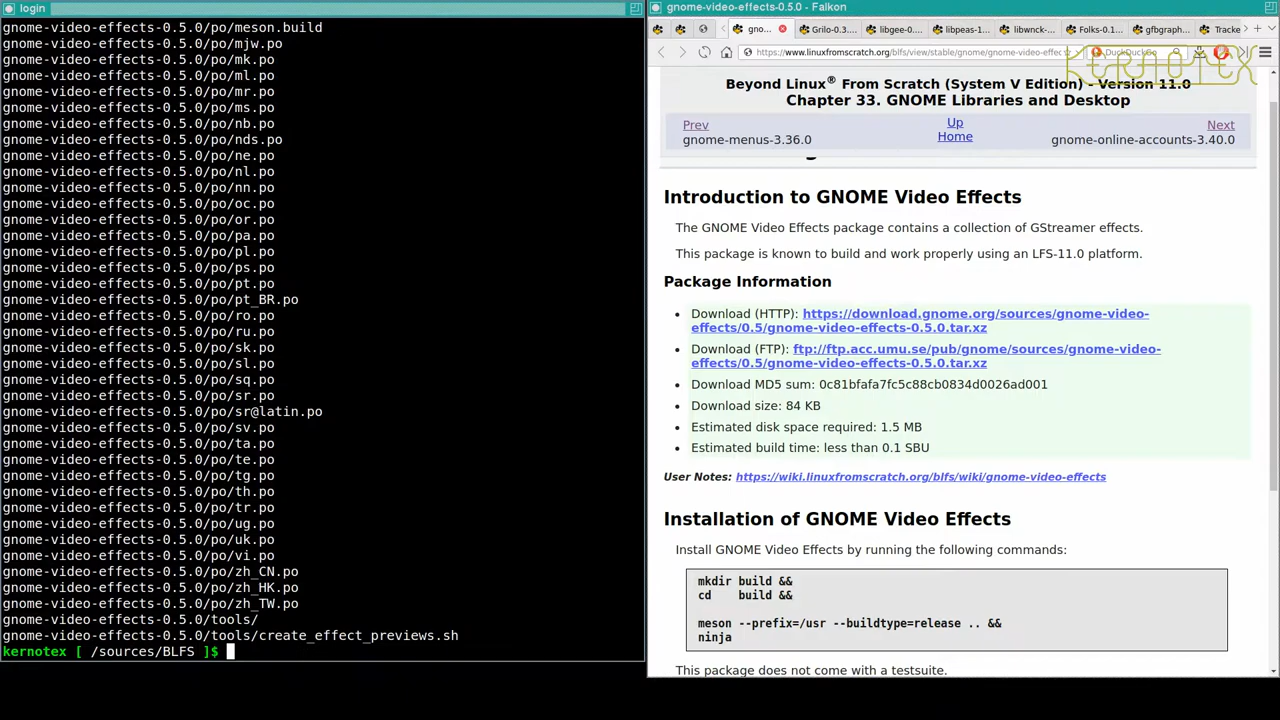 login
gnome-video-effects-0.5.0/po/meson.build
gnome-video-effects-0.5.0/po/mjw.po
gnome-video-effects-0.5.0/po/mk.po
gnome-video-effects-0.5.0/po/ml.po
gnome-video-effects-0.5.0/po/mr.po
gnome-video-effects-0.5.0/po/ms.po
gnome-video-effects-0.5.0/po/nb.po
gnome-video-effects-0.5.0/po/nds.po
gnome-video-effects-0.5.0/po/ne.po
gnome-video-effects-0.5.0/po/nl.po
gnome-video-effects-0.5.0/po/nn.po
gnome-video-effects-0.5.0/po/oc.po
gnome-video-effects-0.5.0/po/or.po
gnome-video-effects-0.5.0/po/pa.po
gnome-video-effects-0.5.0/po/pl.po
gnome-video-effects-0.5.0/po/ps.po
gnome-video-effects-0.5.0/po/pt.po
gnome-video-effects-0.5.0/po/pt_BR.po
gnome-video-effects-0.5.0/po/ro.po
gnome-video-effects-0.5.0/po/ru.po
gnome-video-effects-0.5.0/po/sk.po
gnome-video-effects-0.5.0/po/sl.po
gnome-video-effects-0.5.0/po/sq.po
gnome-video-effects-0.5.0/po/sr.po
gnome-video-effects-0.5.0/po/sr@latin.po
gnome-video-effects-0.5.0/po/sv.po
gnome-video-effects-0.5.0/po/ta.po
gnome-video-effects-0.5.0/po/te.po
gnome-video-effects-0.5.0/po/tg.po
gnome-video-effects-0.5.0/po/th.po
gnome-video-effects-0.5.0/po/tr.po
gnome-video-effects-0.5.0/po/ug.po
gnome-video-effects-0.5.0/po/uk.po
gnome-video-effects-0.5.0/po/vi.po
gnome-video-effects-0.5.0/po/zh_CN.po
gnome-video-effects-0.5.0/po/zh_HK.po
gnome-video-effects-0.5.0/po/zh_TW.po
gnome-video-effects-0.5.0/tools/
gnome-video-effects-0.5.0/tools/create_effect_previews.sh
kernotex [ /sources/BLFS ]$
gnome-video-effects-0.5.0 - Falkon
gno... Grilo-0.3.... libgee-0.... libpeas-1.... libwnck-... Folks-0.1... gfbgraph... Tracke
https://www.linuxfromscratch.org/blfs/view/stable/gnome/gnome-video-effec DuckDuckGo
KERNOTEX
Beyond Linux® From Scratch (System V Edition) - Version 11.0
Chapter 33. GNOME Libraries and Desktop
Prev Up Next
gnome-menus-3.36.0 Home gnome-online-accounts-3.40.0
Introduction to GNOME Video Effects
The GNOME Video Effects package contains a collection of GStreamer effects.
This package is known to build and work properly using an LFS-11.0 platform.
Package Information
• Download (HTTP): https://download.gnome.org/sources/gnome-video-
effects/0.5/gnome-video-effects-0.5.0.tar.xz
• Download (FTP): ftp://ftp.acc.umu.se/pub/gnome/sources/gnome-video-
effects/0.5/gnome-video-effects-0.5.0.tar.xz
• Download MD5 sum: 0c81bfafa7fc5c88cb0834d0026ad001
• Download size: 84 KB
• Estimated disk space required: 1.5 MB
• Estimated build time: less than 0.1 SBU
User Notes: https://wiki.linuxfromscratch.org/blfs/wiki/gnome-video-effects
Installation of GNOME Video Effects
Install GNOME Video Effects by running the following commands:
mkdir build &&
cd    build &&
meson --prefix=/usr --buildtype=release .. &&
ninja
This package does not come with a testsuite.